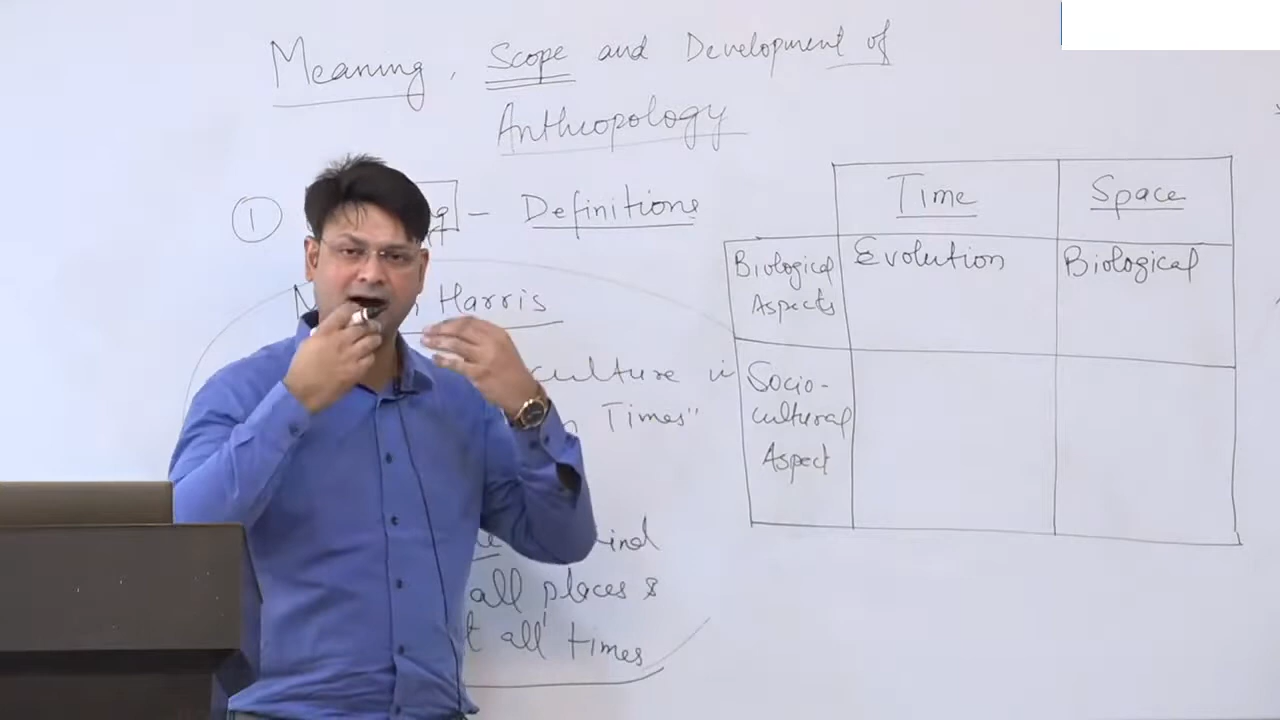 Meaning, Scope and Development of
Anthropology
① – Definitions
Harris
culture in
Times"
all places &
all times
Time Space
Biological Aspects Evolution Biological
Socio-
cultural
Aspect